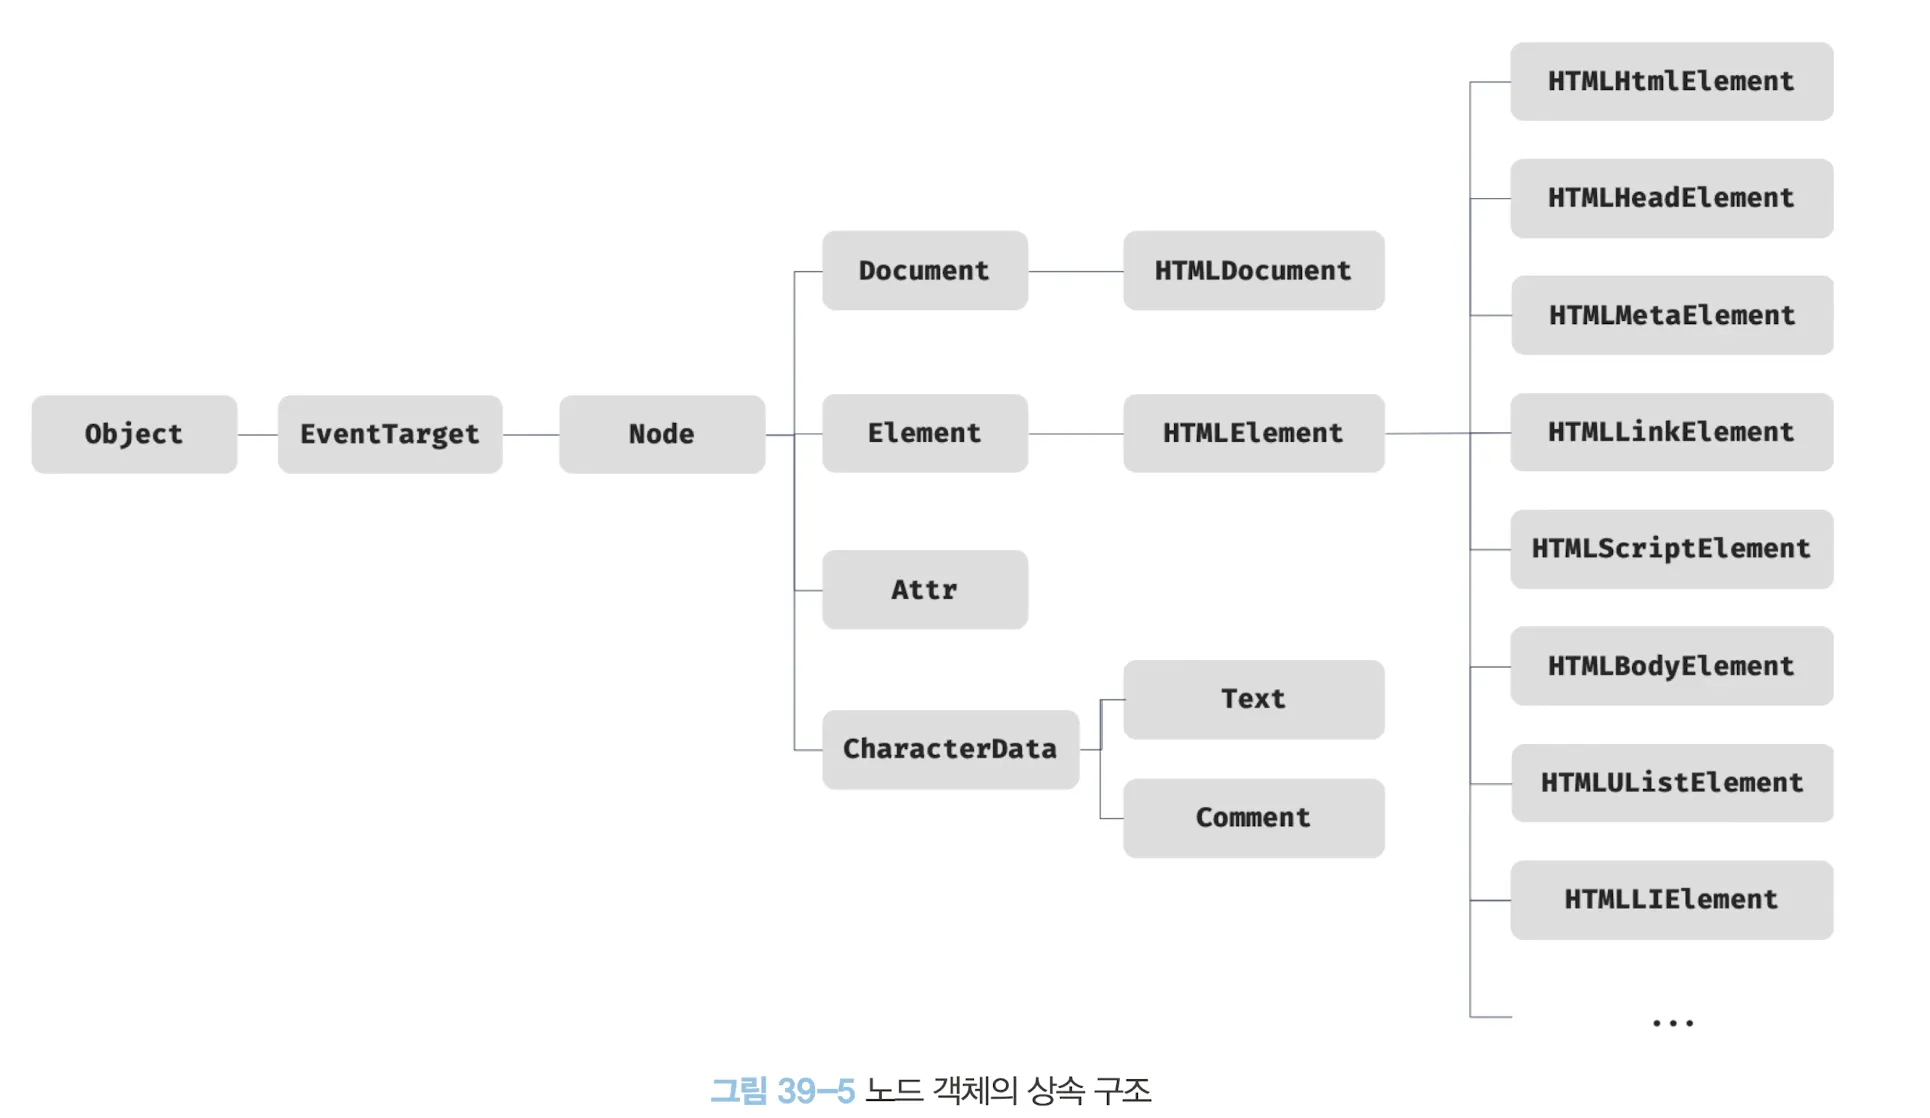 Object
EventTarget
Node
Document
HTMLDocument
Element
HTMLElement
Attr
CharacterData
Text
Comment
HTMLHtmlElement
HTMLHeadElement
HTMLMetaElement
HTMLLinkElement
HTMLScriptElement
HTMLBodyElement
HTMLUListElement
HTMLLIElement
...
그림 39-5 노드 객체의 상속 구조